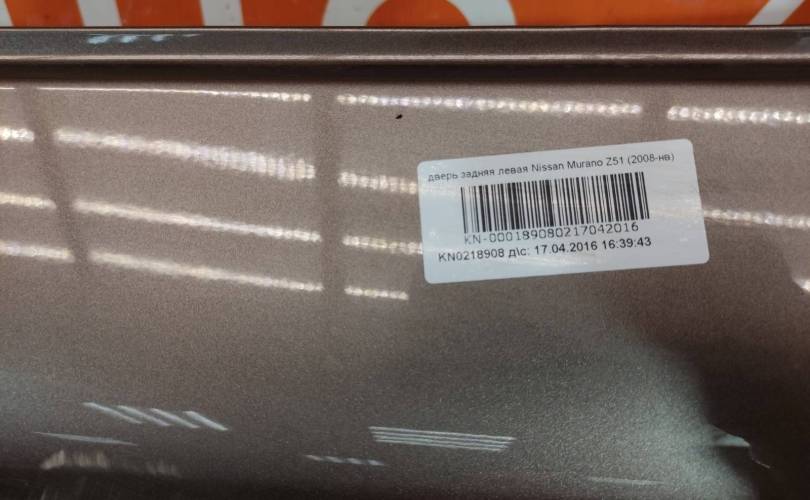 дверь задняя левая Nissan Murano Z51 (2008-нв)
KN-000189080217042016
KN0218908 д\с: 17.04.2016 16:39:43